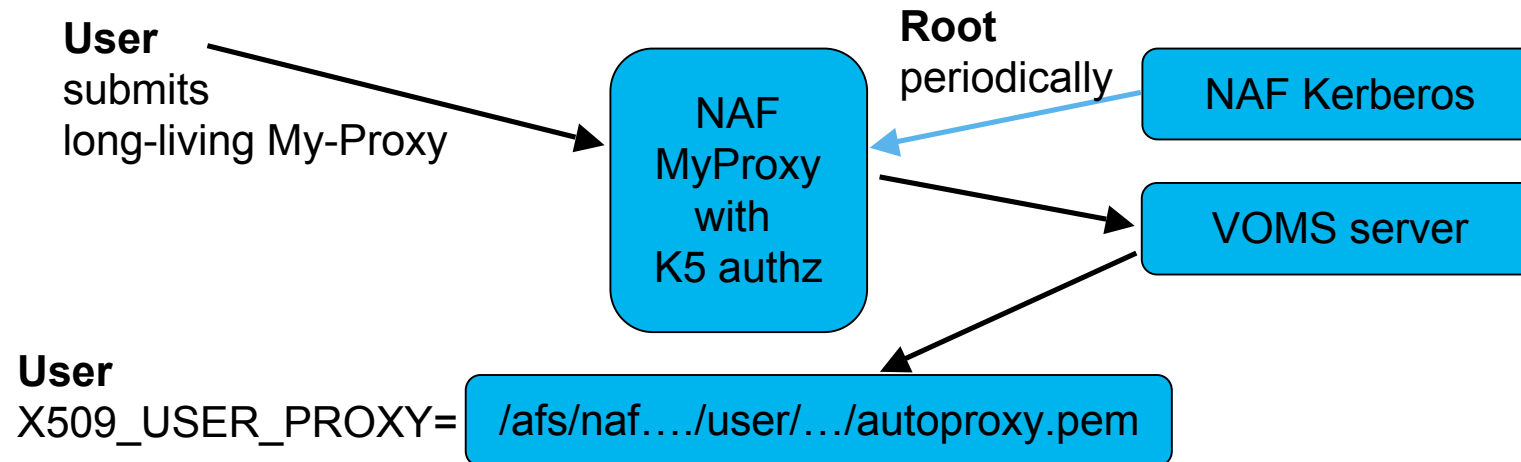 User
submits
long-living My-Proxy
NAF
MyProxy
with
K5 authz
Root
periodically
NAF Kerberos
VOMS server
User
X509_USER_PROXY= /afs/naf…./user/…/autoproxy.pem